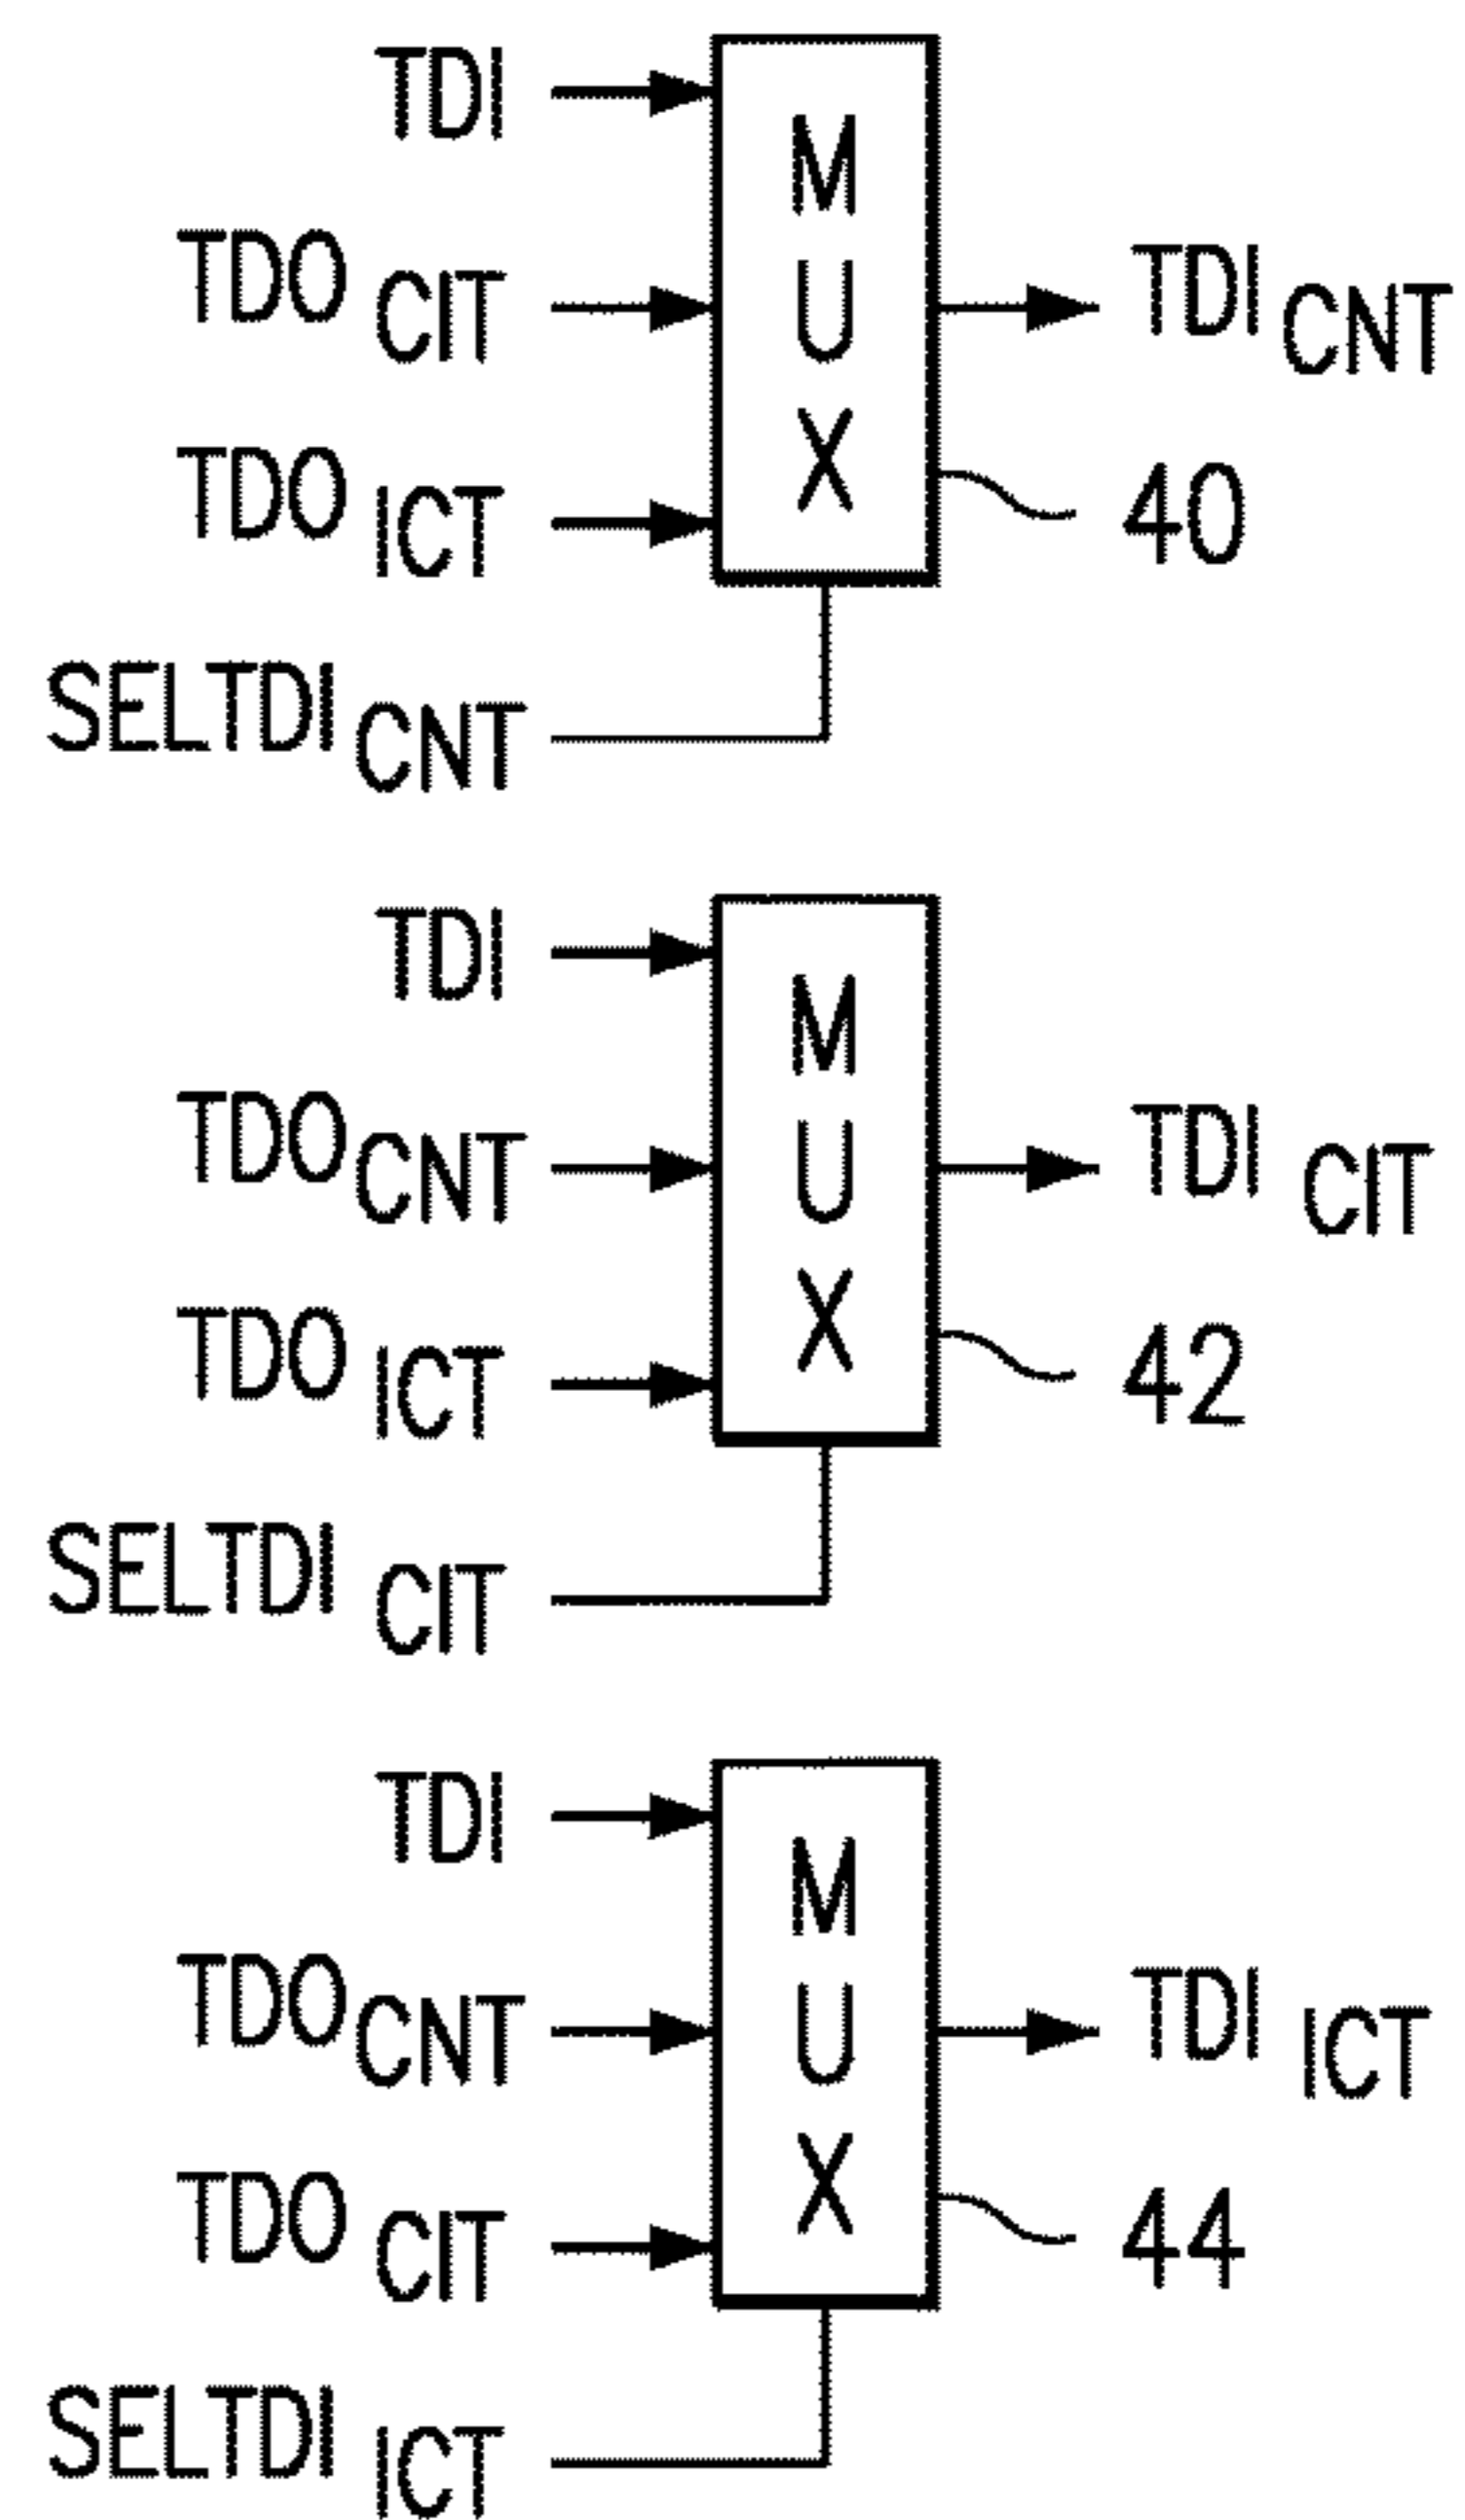 TDI
M
TDO CIT
U
TDI CNT
TDO ICT
X
40
SELTDI CNT
TDI
M
TDO CNT
U
TDI CIT
TDO ICT
X
42
SELTDI CIT
TDI
M
TDO CNT
U
TDI ICT
TDO CIT
X
44
SELTDI ICT